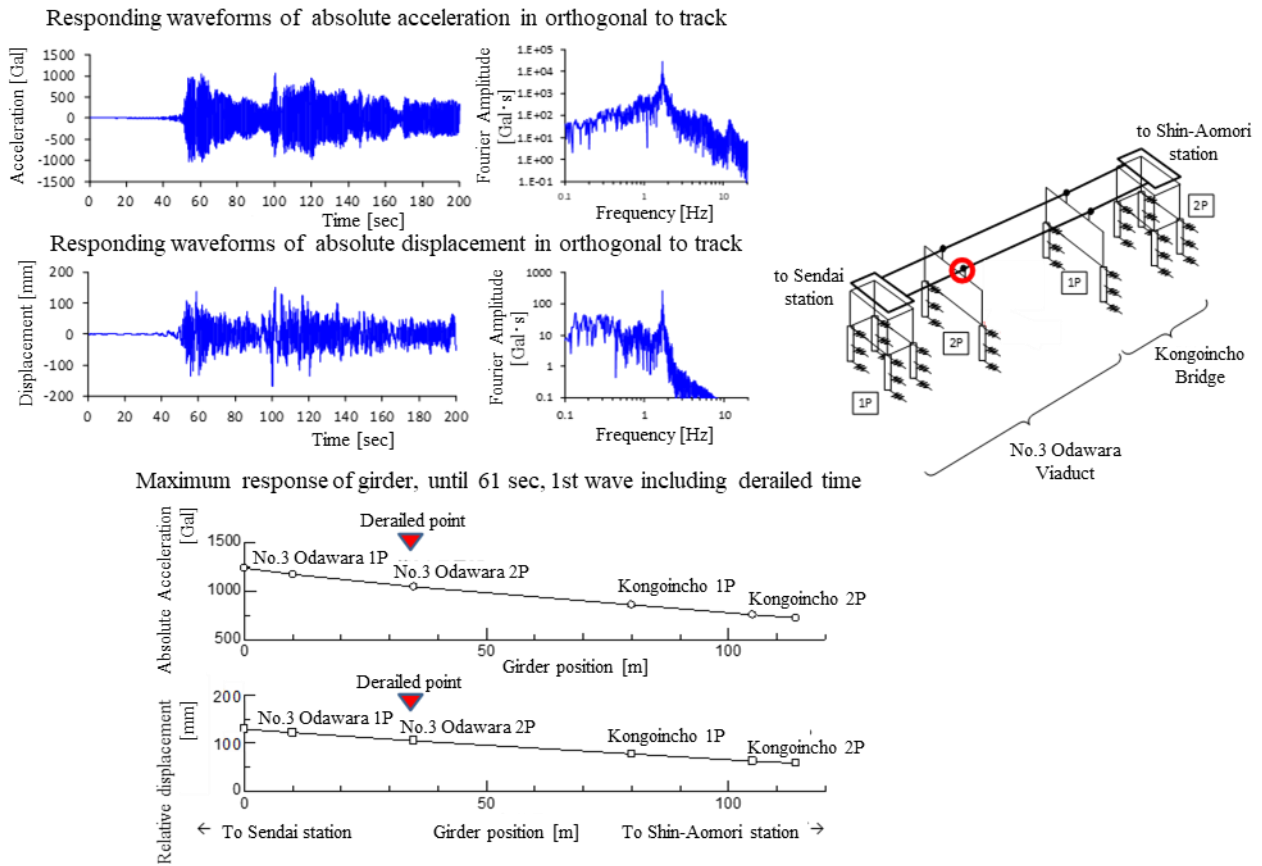 Responding waveforms of absolute acceleration in orthogonal to track
Acceleration [Gal]
1500
1000
500
0
-500
-1000
-1500
0 20 40 60 80 100 120 140 160 180 200
Time [sec]
Fourier Amplitude
[Gal・s]
1.E+05
1.E+04
1.E+03
1.E+02
1.E+01
1.E+00
1.E-01
0.1 1 10
Frequency [Hz]
Responding waveforms of absolute displacement in orthogonal to track
Displacement [mm]
200
100
0
-100
-200
0 20 40 60 80 100 120 140 160 180 200
Time [sec]
Fourier Amplitude
[Gal・s]
1000
100
10
1
0.1
0.1 1 10
Frequency [Hz]
to Shin-Aomori
station
2P
to Sendai
station
1P
2P
Kongoincho
Bridge
1P
No.3 Odawara
Viaduct
Maximum response of girder, until 61 sec, 1st wave including derailed time
Absolute Acceleration
[Gal]
Derailed point
1500
1000
500
No.3 Odawara 1P
No.3 Odawara 2P
Kongoincho 1P
Kongoincho 2P
0 50 100
Girder position [m]
Relative displacement
[mm]
Derailed point
200
100
0
No.3 Odawara 1P
No.3 Odawara 2P
Kongoincho 1P
Kongoincho 2P
0 50 100
← To Sendai station Girder position [m] To Shin-Aomori station →